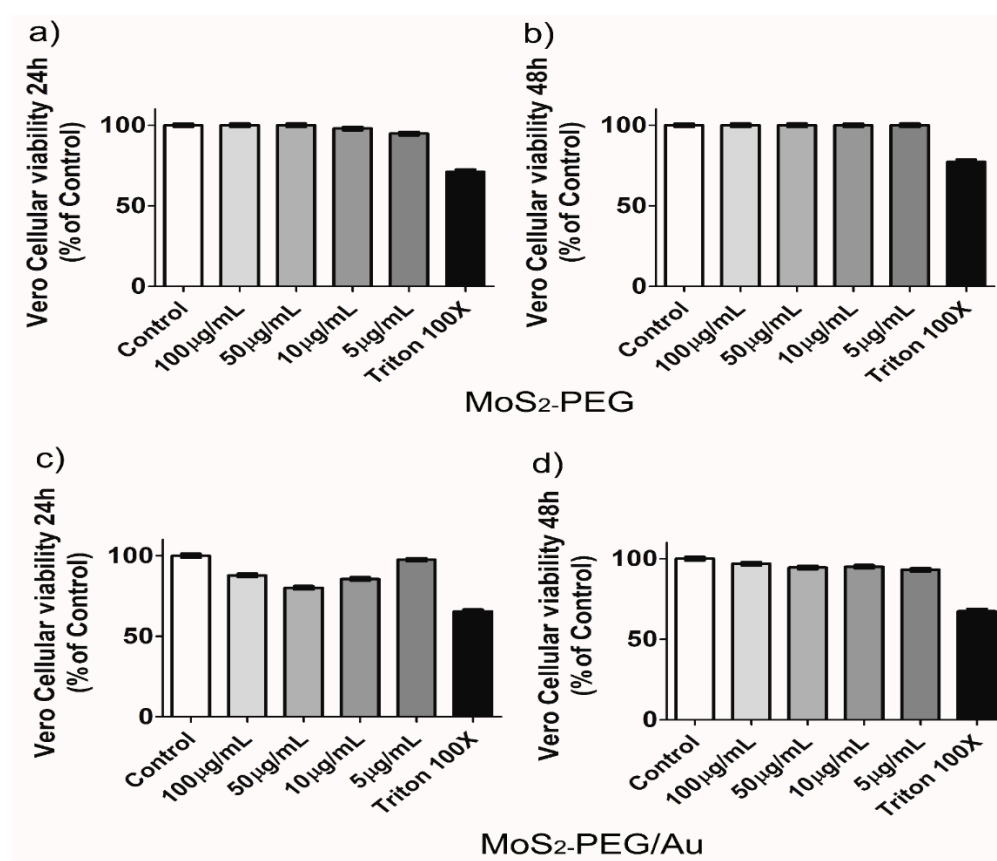 a)
Vero Cellular viability 24h
(% of Control)
100
50
0
Control
100µg/mL
50µg/mL
10µg/mL
5µg/mL
Triton 100X
b)
Vero Cellular viability 48h
(% of Control)
100
50
0
Control
100µg/mL
50µg/mL
10µg/mL
5µg/mL
Triton 100X
MoS₂-PEG
c)
Vero Cellular viability 24h
(% of Control)
100
50
0
Control
100µg/mL
50µg/mL
10µg/mL
5µg/mL
Triton 100X
d)
Vero Cellular viability 48h
(% of Control)
100
50
0
Control
100µg/mL
50µg/mL
10µg/mL
5µg/mL
Triton 100X
MoS₂-PEG/Au